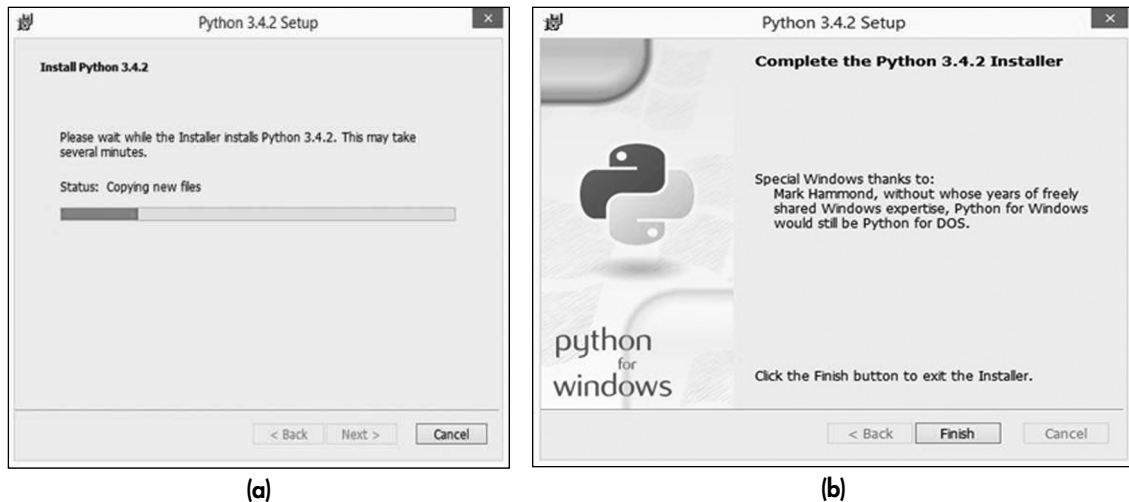 Python 3.4.2 Setup
×
Install Python 3.4.2
Please wait while the Installer installs Python 3.4.2. This may take
several minutes.
Status: Copying new files
< Back
Next >
Cancel
(a)
Python 3.4.2 Setup
×
Complete the Python 3.4.2 Installer
Special Windows thanks to:
Mark Hammond, without whose years of freely
shared Windows expertise, Python for Windows
would still be Python for DOS.
python
for
windows
Click the Finish button to exit the Installer.
< Back
Finish
Cancel
(b)